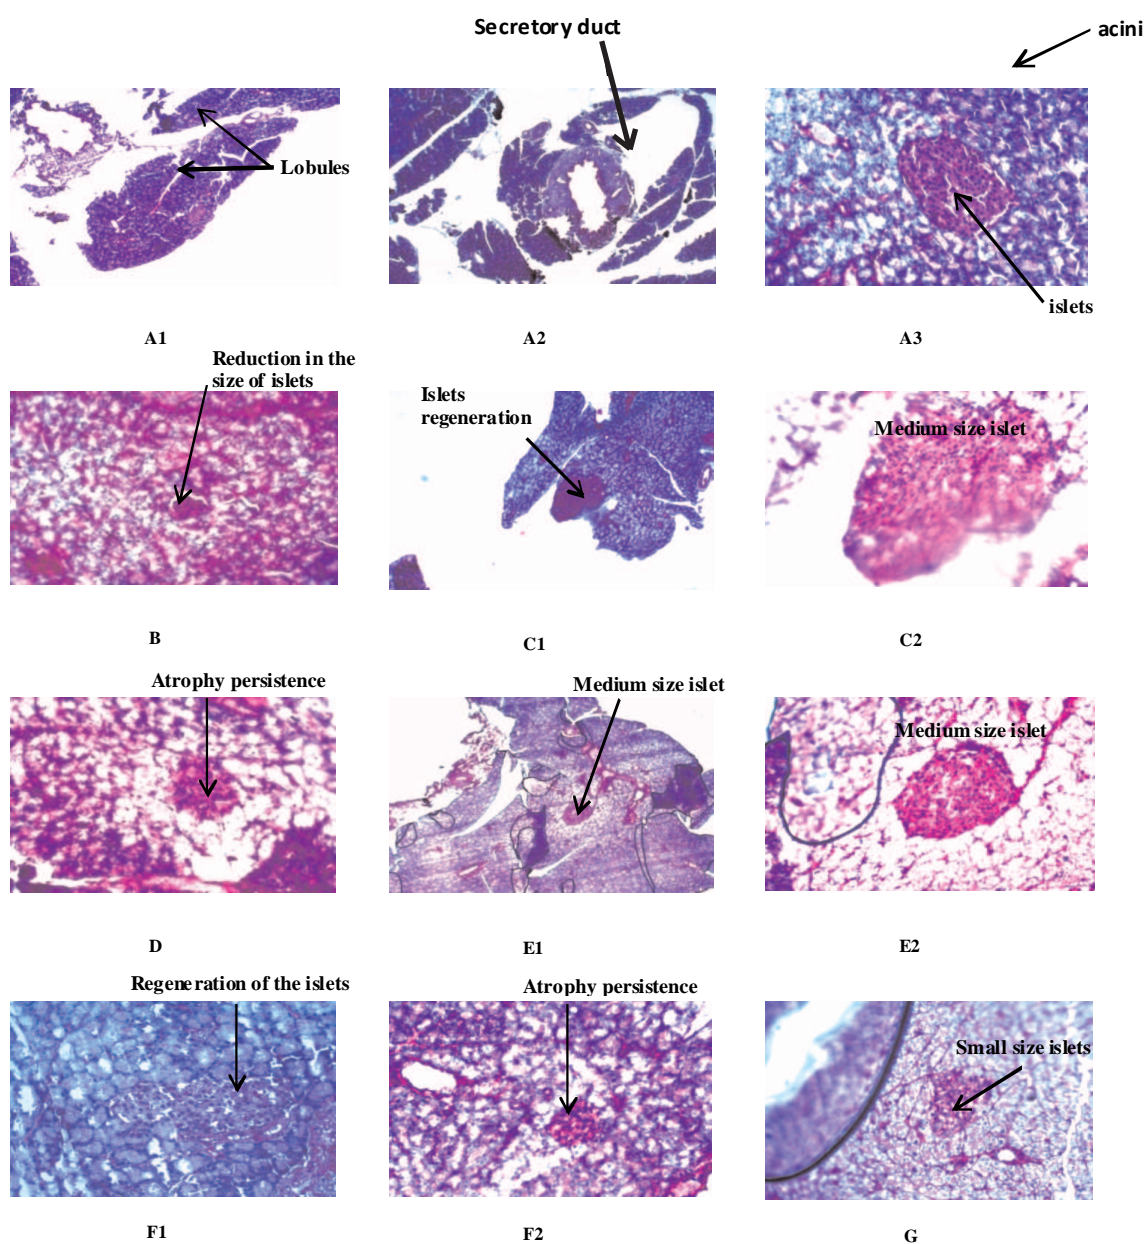 Secretory duct
acini
Lobules
islets
A1
A2
A3
Reduction in the
size of islets
Islets
regeneration
Medium size islet
B
C1
C2
Atrophy persistence
Medium size islet
Medium size islet
D
E1
E2
Regeneration of the islets
Atrophy persistence
Small size islets
F1
F2
G